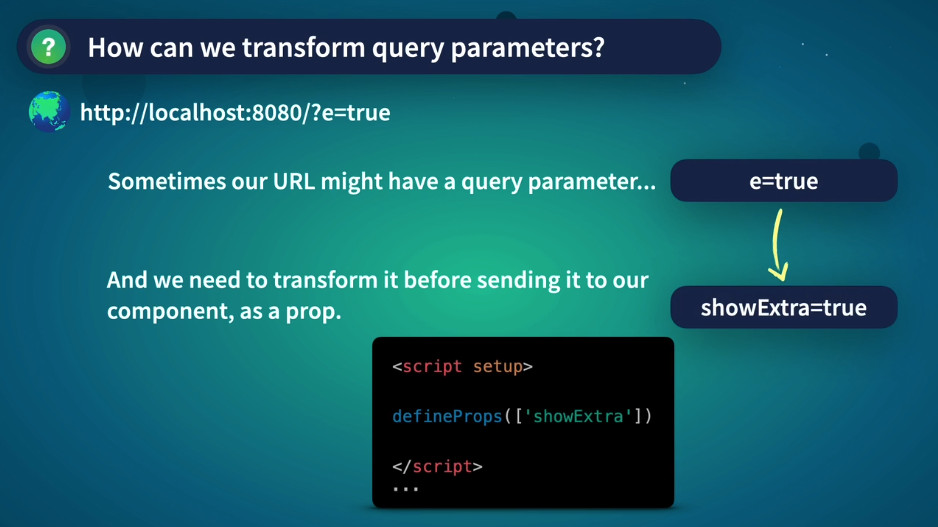 ?
How can we transform query parameters?
http://localhost:8080/?e=true
Sometimes our URL might have a query parameter...
e=true
And we need to transform it before sending it to our
component, as a prop.
showExtra=true
<script setup>
defineProps(['showExtra'])
</script>
...